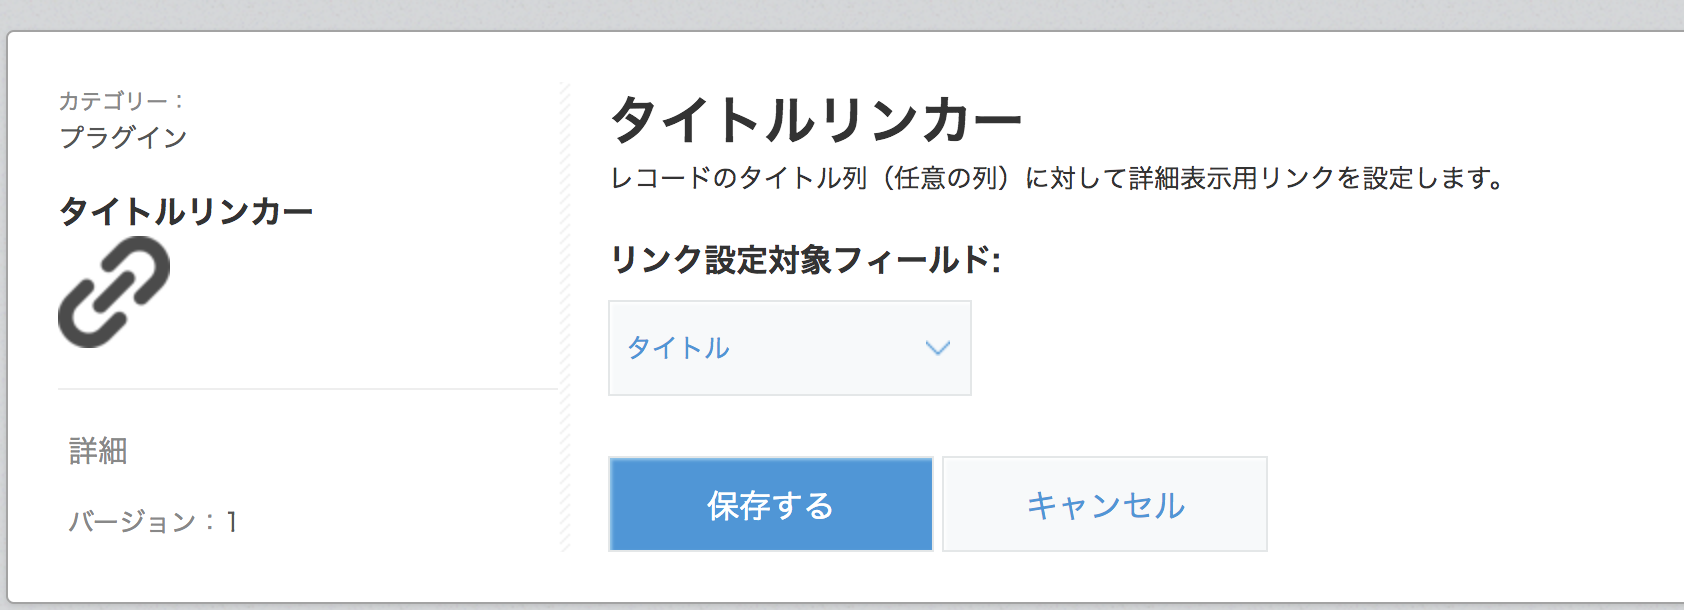 カテゴリー：
プラグイン
タイトルリンカー
詳細
バージョン：1
タイトルリンカー
レコードのタイトル列（任意の列）に対して詳細表示用リンクを設定します。
リンク設定対象フィールド:
タイトル
保存する
キャンセル